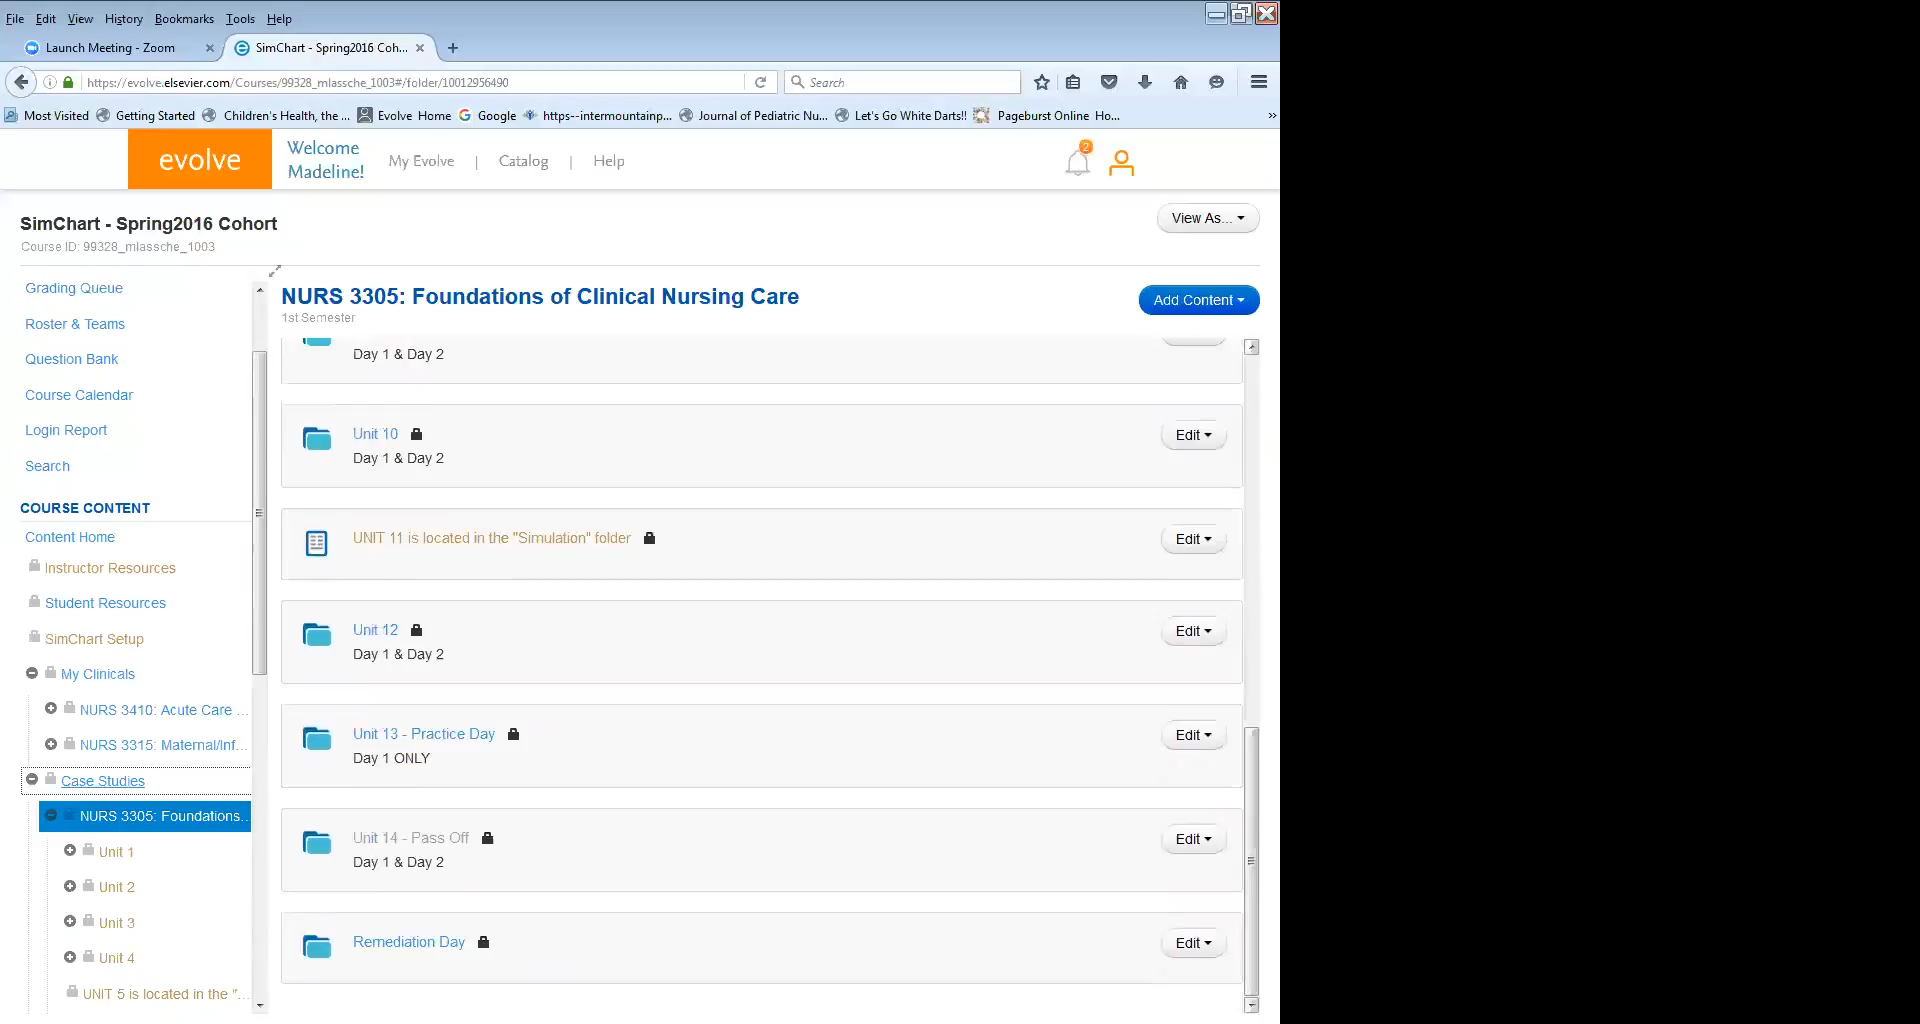 File Edit View History Bookmarks Tools Help
Launch Meeting - Zoom
SimChart - Spring2016 Coh...
https://evolve.elsevier.com/Courses/99328_mlassche_1003#/folder/10012956490
Search
Most Visited Getting Started Children's Health, the ... Evolve Home Google https--intermountainp... Journal of Pediatric Nu... Let's Go White Darts!! Pageburst Online Ho... »
evolve
Welcome
Madeline!
My Evolve | Catalog | Help
2
SimChart - Spring2016 Cohort
Course ID: 99328_mlassche_1003
View As...
Grading Queue
Roster & Teams
Question Bank
Course Calendar
Login Report
Search
COURSE CONTENT
Content Home
Instructor Resources
Student Resources
SimChart Setup
My Clinicals
NURS 3410: Acute Care ...
NURS 3315: Maternal/Inf...
Case Studies
NURS 3305: Foundations...
Unit 1
Unit 2
Unit 3
Unit 4
UNIT 5 is located in the "...
NURS 3305: Foundations of Clinical Nursing Care
1st Semester
Add Content
Day 1 & Day 2
Unit 10
Day 1 & Day 2
Edit
UNIT 11 is located in the "Simulation" folder
Edit
Unit 12
Day 1 & Day 2
Edit
Unit 13 - Practice Day
Day 1 ONLY
Edit
Unit 14 - Pass Off
Day 1 & Day 2
Edit
Remediation Day
Edit